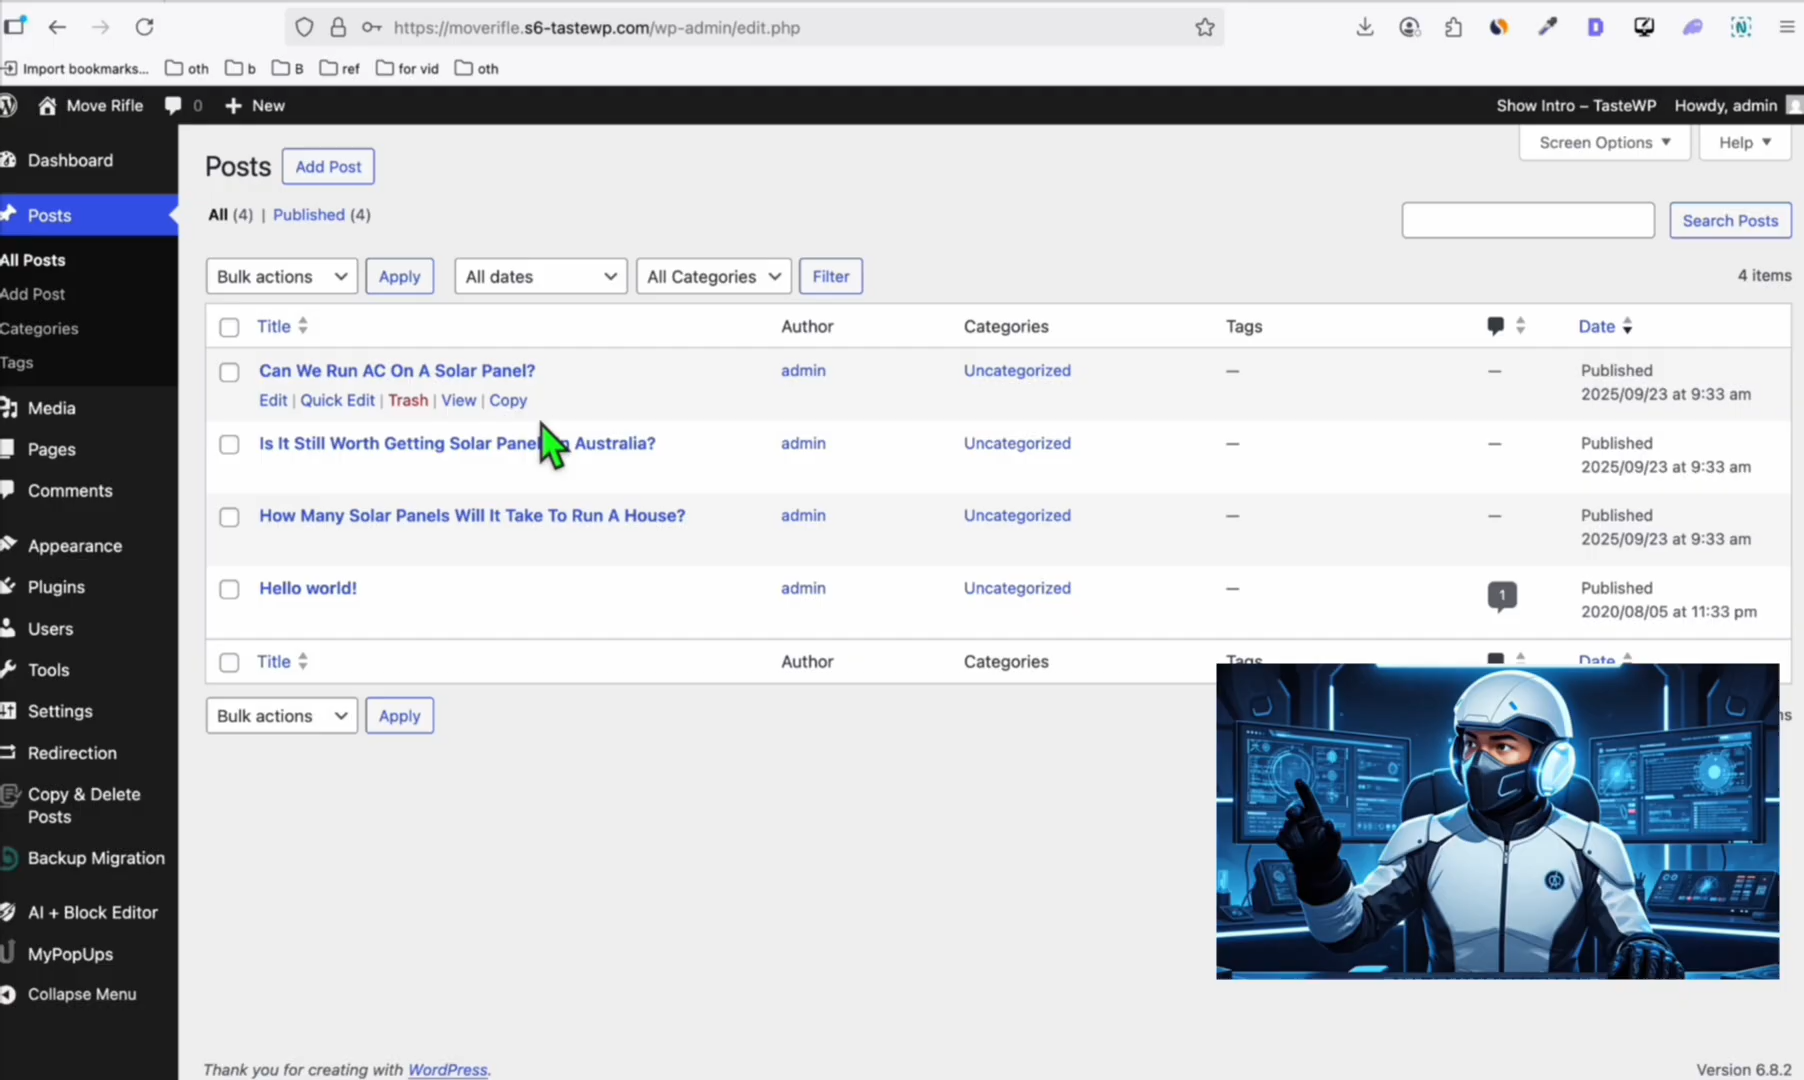 https://moverifle.s6-tastewp.com/wp-admin/edit.php
Import bookmarks... oth b B ref for vid oth
Move Rifle 0 New Show Intro – TasteWP Howdy, admin
Screen Options Help
Dashboard
Posts
All Posts
Add Post
Categories
Tags
Media
Pages
Comments
Appearance
Plugins
Users
Tools
Settings
Redirection
Copy & Delete
Posts
Backup Migration
AI + Block Editor
MyPopUps
Collapse Menu
Posts Add Post
All (4) | Published (4)
Search Posts
Bulk actions Apply All dates All Categories Filter 4 items
Title Author Categories Tags Date
Can We Run AC On A Solar Panel? admin Uncategorized — — Published
Edit | Quick Edit | Trash | View | Copy 2025/09/23 at 9:33 am
Is It Still Worth Getting Solar Australia? admin Uncategorized — — Published
2025/09/23 at 9:33 am
How Many Solar Panels Will It Take To Run A House? admin Uncategorized — — Published
2025/09/23 at 9:33 am
Hello world! admin Uncategorized — 1 Published
2020/08/05 at 11:33 pm
Title Author Categories Tags Date
Bulk actions Apply
Thank you for creating with WordPress. Version 6.8.2